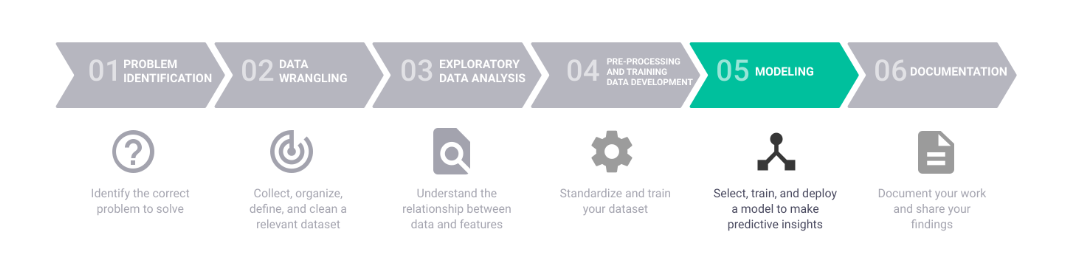 01 PROBLEM
IDENTIFICATION
02 DATA
WRANGLING
03 EXPLORATORY
DATA ANALYSIS
04 PRE-PROCESSING
AND TRAINING
DATA DEVELOPMENT
05 MODELING
06 DOCUMENTATION
Identify the correct
problem to solve
Collect, organize,
define, and clean a
relevant dataset
Understand the
relationship between
data and features
Standardize and train
your dataset
Select, train, and deploy
a model to make
predictive insights
Document your work
and share your
findings